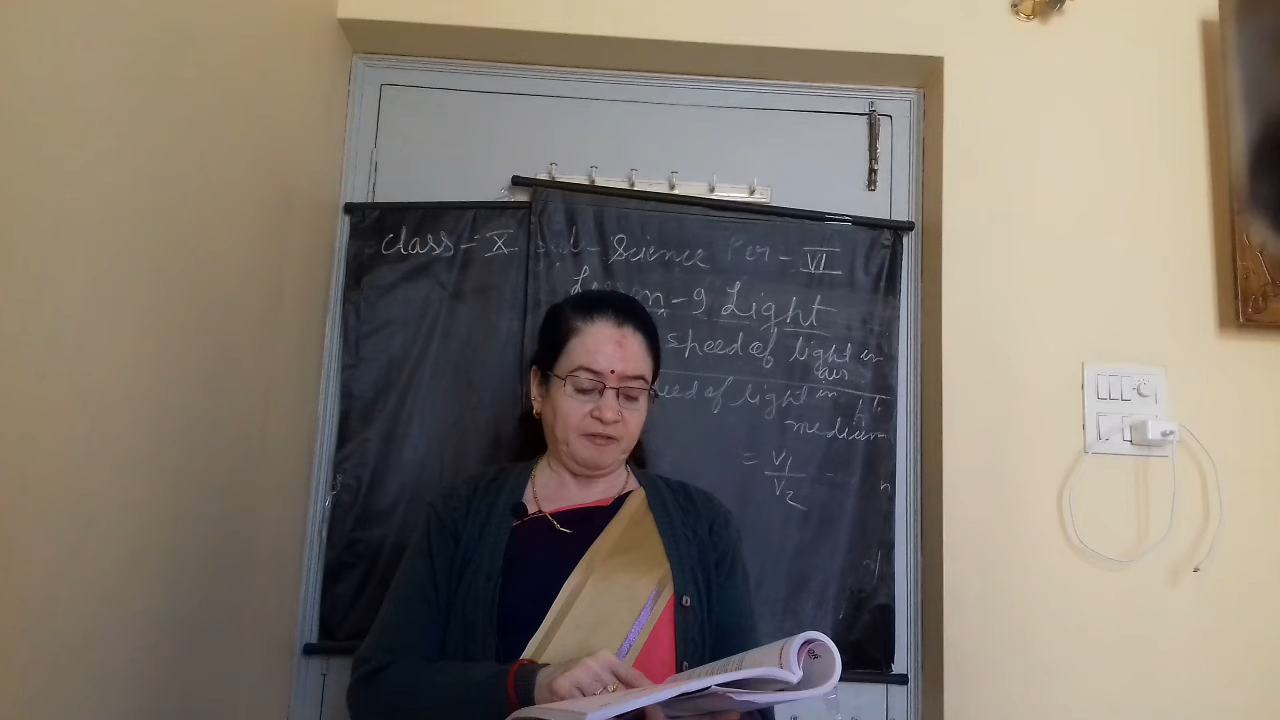 Class - X Sub - Science Per - VI
Lesson - 9 Light
speed of light in
air
speed of light in
medium
= V1
V2